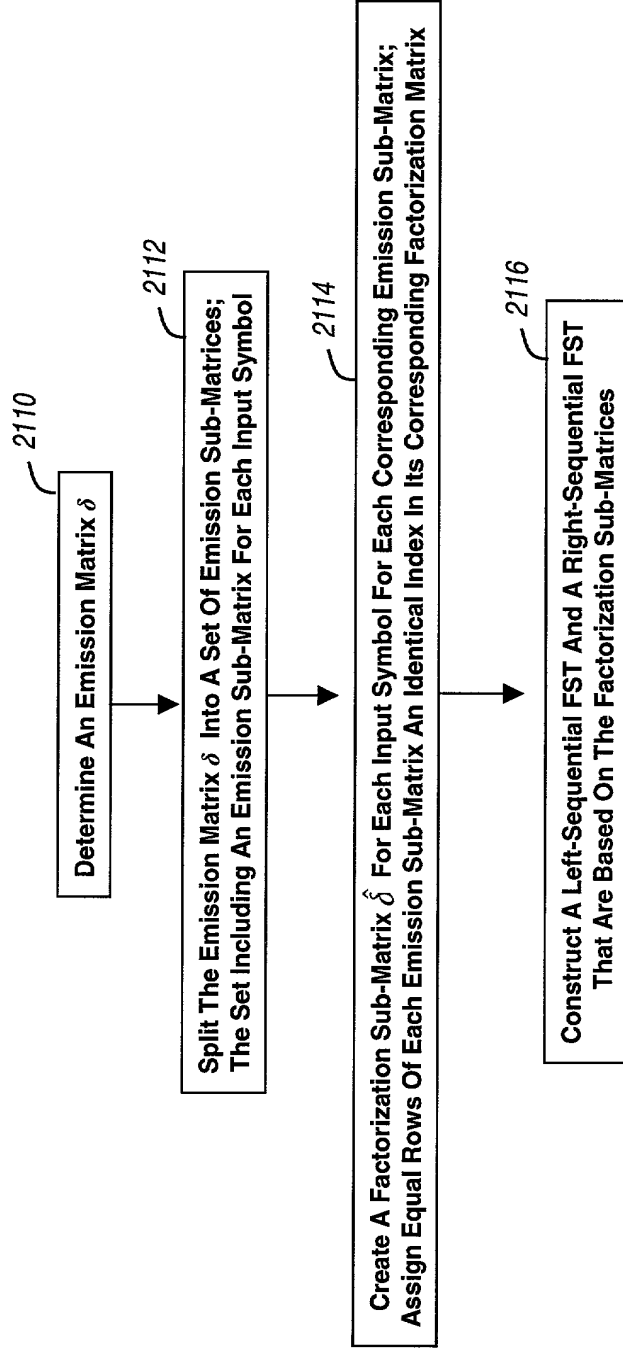 2110
Determine An Emission Matrix δ
2112
Split The Emission Matrix δ Into A Set Of Emission Sub-Matrices;
The Set Including An Emission Sub-Matrix For Each Input Symbol
2114
Create A Factorization Sub-Matrix δ̂ For Each Input Symbol For Each Corresponding Emission Sub-Matrix;
Assign Equal Rows Of Each Emission Sub-Matrix An Identical Index In Its Corresponding Factorization Matrix
2116
Construct A Left-Sequential FST And A Right-Sequential FST
That Are Based On The Factorization Sub-Matrices